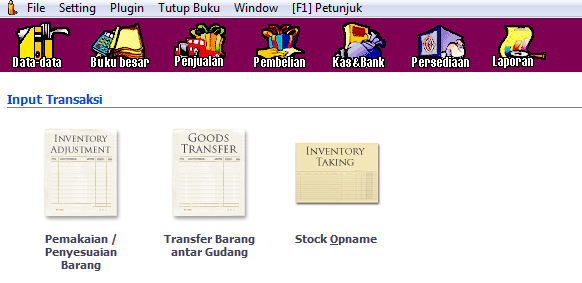 File Setting Plugin Tutup Buku Window [F1] Petunjuk
Data-data Buku besar Penjualan Pembelian Kas&Bank Persediaan Laporan
Input Transaksi
INVENTORY ADJUSTMENT
GOODS TRANSFER
INVENTORY TAKING
Pemakaian / Penyesuaian Barang
Transfer Barang antar Gudang
Stock Opname